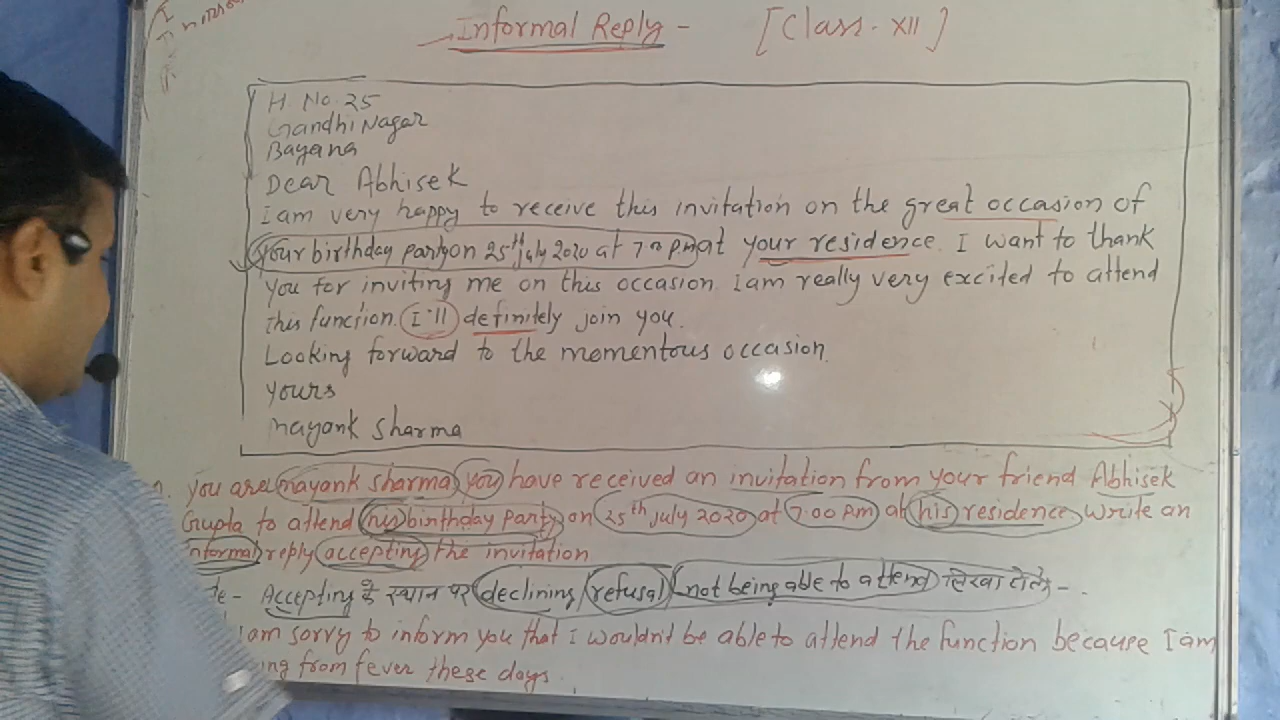 Informal Reply - [Class-XII]
H. No. 25
Gandhi Nagar
Bayana
Dear Abhisek
I am very happy to receive this invitation on the great occasion of
your birthday party on 25th july 2020 at 7:00 pm at your residence. I want to thank
you for inviting me on this occasion. I am really very excited to attend
this function. I'll definitely join you.
Looking forward to the momentous occasion.
yours
mayank sharma
you are mayank sharma you have received an invitation from your friend Abhisek
Gupta to attend his birthday party on 25th july 2020 at 7:00 pm at his residence write an
informal reply accepting the invitation
Accepting के स्थान पर declining/refusal/not being able to attend लिखा होने -
am sorry to inform you that I wouldn't be able to attend the function because I am
from fever these days.